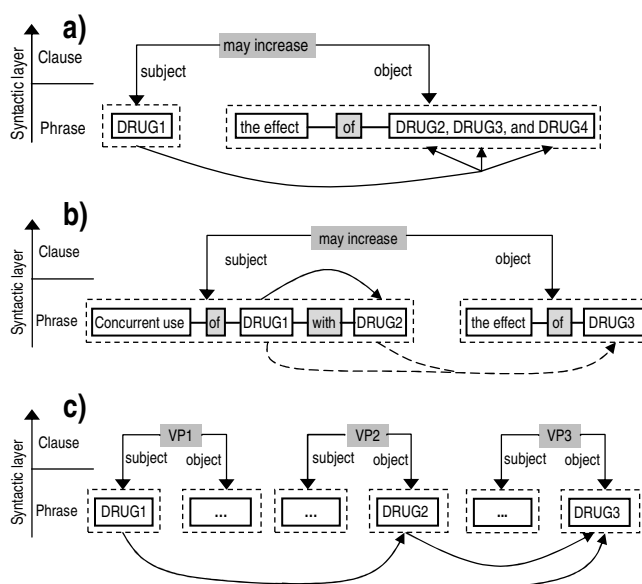 a)
Syntactic layer
Clause
Phrase
may increase
subject
object
DRUG1
the effect
of
DRUG2, DRUG3, and DRUG4
b)
Syntactic layer
Clause
Phrase
may increase
subject
object
Concurrent use
of
DRUG1
with
DRUG2
the effect
of
DRUG3
c)
Syntactic layer
Clause
Phrase
VP1
VP2
VP3
subject
object
subject
object
subject
object
DRUG1
...
...
DRUG2
...
DRUG3